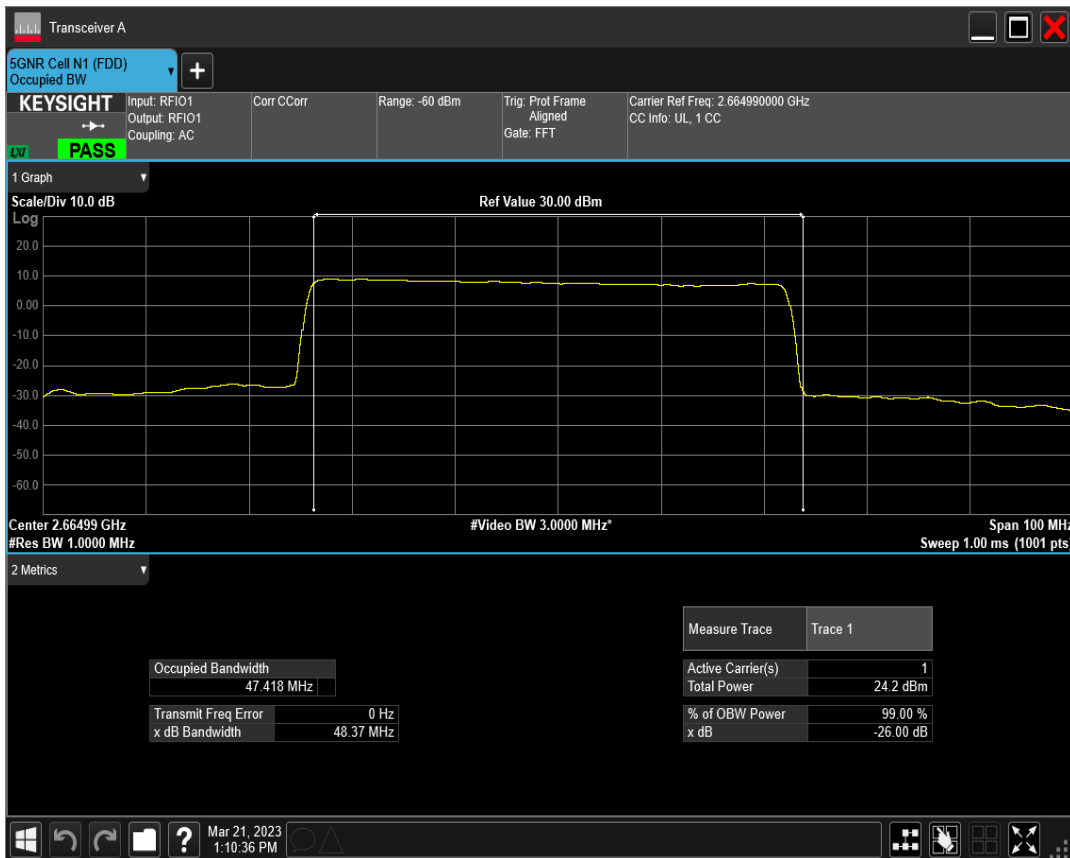 Transceiver A
5GNR Cell N1 (FDD)
Occupied BW
+
KEYSIGHT
LXI
PASS
Input: RFIO1
Output: RFIO1
Coupling: AC
Corr CCorr
Range: -60 dBm
Trig: Prot Frame
Aligned
Gate: FFT
Carrier Ref Freq: 2.664990000 GHz
CC Info: UL, 1 CC
1 Graph
Scale/Div 10.0 dB
Ref Value 30.00 dBm
Log
20.0
10.0
0.00
-10.0
-20.0
-30.0
-40.0
-50.0
-60.0
Center 2.66499 GHz
#Video BW 3.0000 MHz*
Span 100 MHz
#Res BW 1.0000 MHz
Sweep 1.00 ms (1001 pts)
2 Metrics
Measure Trace Trace 1
Occupied Bandwidth
47.418 MHz
Active Carrier(s) 1
Total Power 24.2 dBm
Transmit Freq Error 0 Hz
x dB Bandwidth 48.37 MHz
% of OBW Power 99.00 %
x dB -26.00 dB
?
Mar 21, 2023
1:10:36 PM